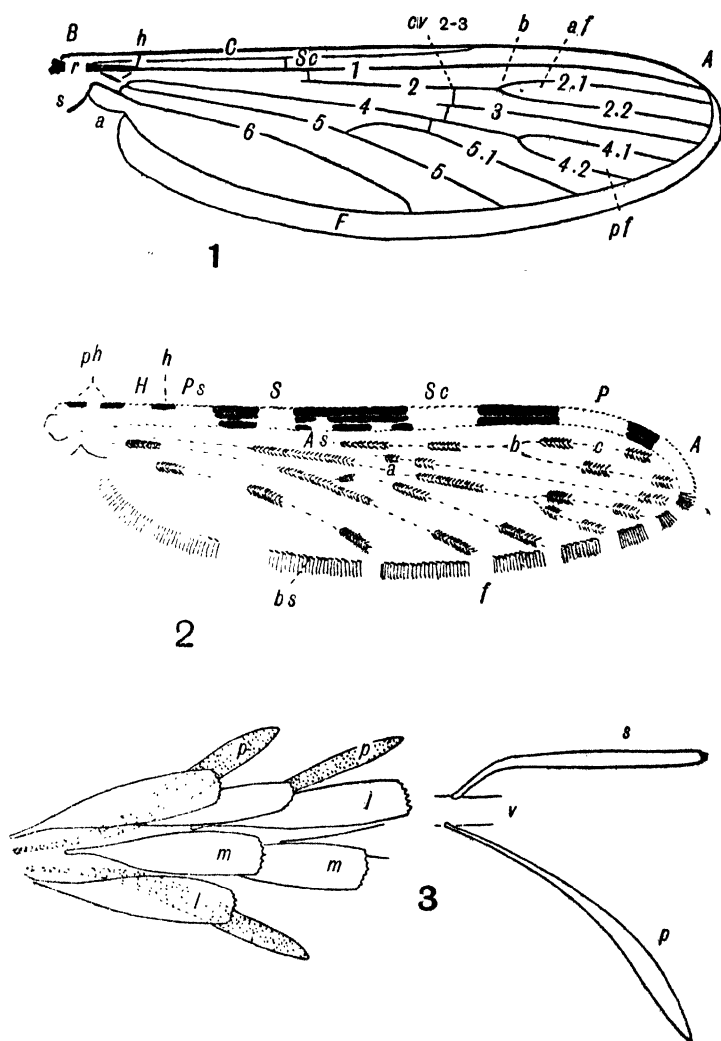 cv 2-3 b af
B h C Sc A
r 1
2 2.1
s 3 2.2
a 4
5 5.1 4.1
6 4.2
5
F pf
1
ph h
H Ps S Sc P
A s
b c A
a
bs f
2
p p s
l
v
m
m
l 3
p